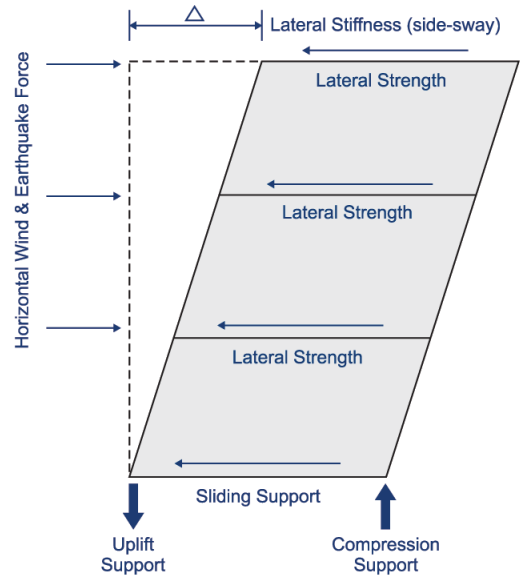 △
Lateral Stiffness (side-sway)
Lateral Strength
Horizontal Wind & Earthquake Force
Lateral Strength
Lateral Strength
Sliding Support
Uplift
Support
Compression
Support